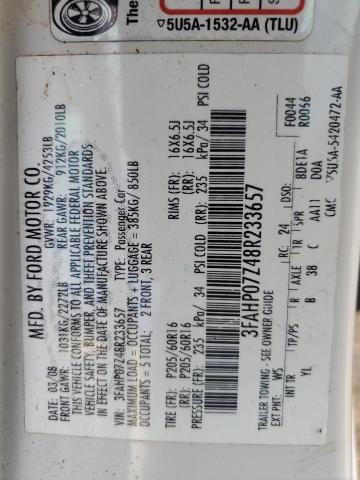 5U5A-1532-AA (TLU)
MFD. BY FORD MOTOR CO.
DATE: 03/08 GVWR: 1929KG/4253LB
FRONT GAWR: 1031KG/2272LB REAR GAWR: 912KG/2010LB
THIS VEHICLE CONFORMS TO ALL APPLICABLE FEDERAL MOTOR
VEHICLE SAFETY, BUMPER, AND THEFT PREVENTION STANDARDS
IN EFFECT ON THE DATE OF MANUFACTURE SHOWN ABOVE.
VIN: 3FAHP07Z48R233657 TYPE: Passenger Car
MAXIMUM LOAD = OCCUPANTS + LUGGAGE = 385KG/ 850LB
OCCUPANTS = 5 TOTAL: 2 FRONT, 3 REAR
TIRE (FR): P205/60R16 RIMS (FR): 16X6.5J
TIRE (RR): P205/60R16 RIMS (RR): 16X6.5J
PRESSURE (FR): 235 kPa/ 34 PSI COLD (RR): 235 kPa/ 34 PSI COLD
3FAHP07Z48R233657
TRAILER TOWING - SEE OWNER GUIDE F0044
R0056
EXT PNT: WS RC: 24 DSO:
INT TR TP/PS R AXLE TR SPR BDE1A
YL B 38 C AA11 D0A
CMC 5U5A-5420472-AA